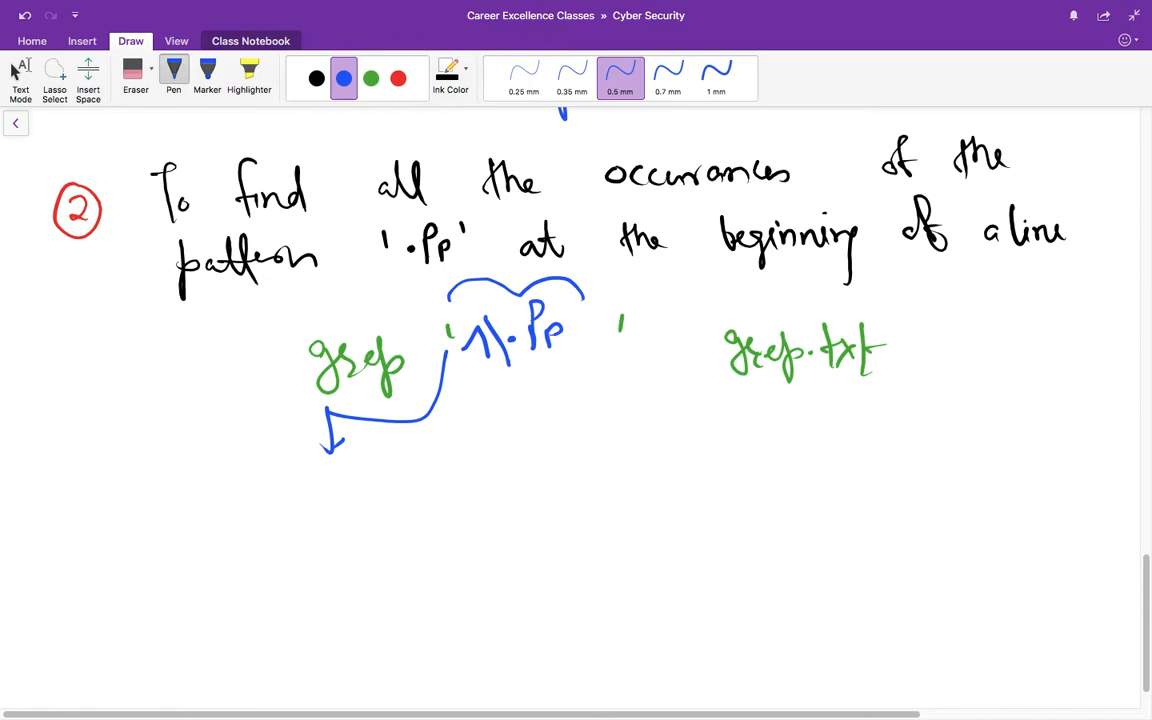 Career Excellence Classes » Cyber Security
Home Insert Draw View Class Notebook
Text Mode Lasso Select Insert Space Eraser Pen Marker Highlighter Ink Color 0.25 mm 0.35 mm 0.5 mm 0.7 mm 1 mm
2 To find all the occurrances of the
pattern '.Pp' at the beginning of a line
grep '^\.Pp' grep.txt